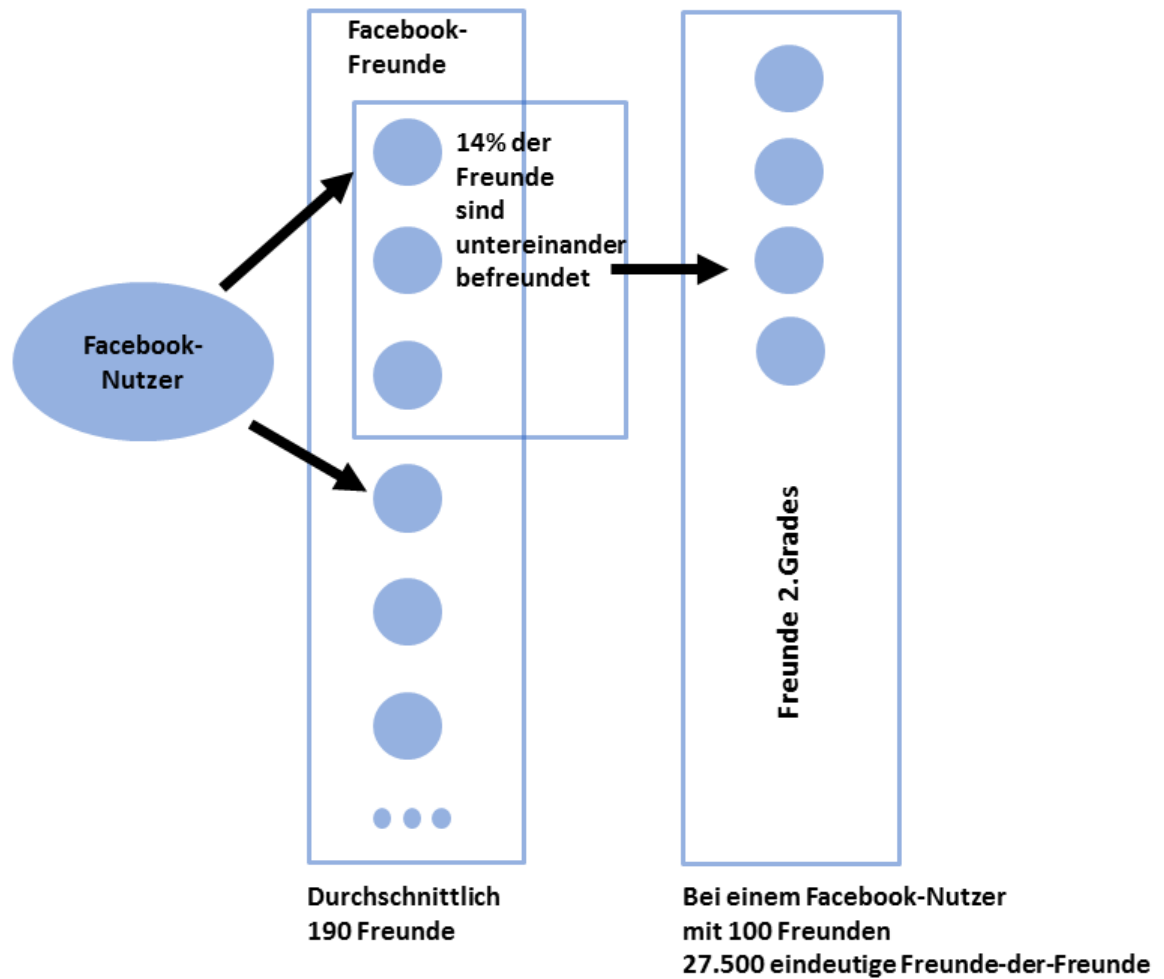 Facebook-
Freunde
14% der
Freunde
sind
untereinander
befreundet
Facebook-
Nutzer
Freunde 2.Grades
Durchschnittlich
190 Freunde
Bei einem Facebook-Nutzer
mit 100 Freunden
27.500 eindeutige Freunde-der-Freunde